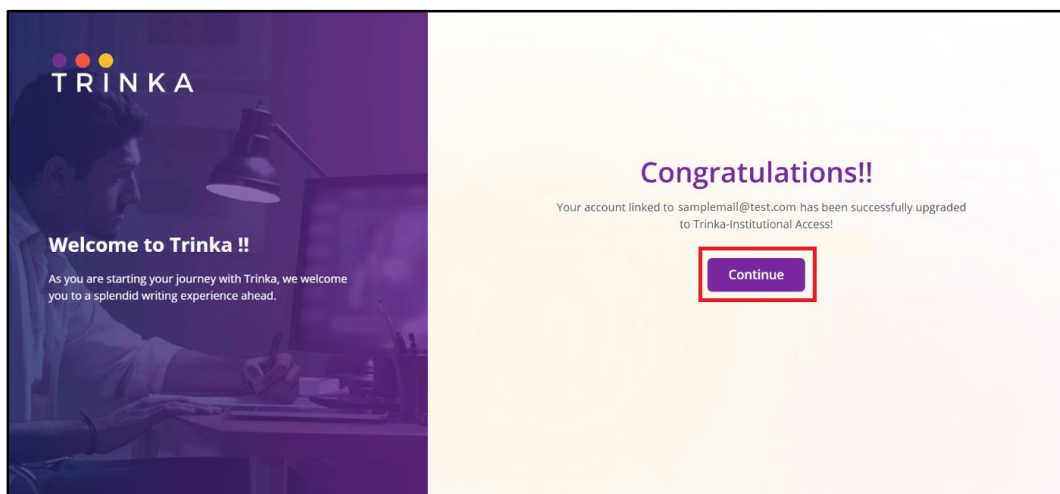 TRINKA
Welcome to Trinka !!
As you are starting your journey with Trinka, we welcome
you to a splendid writing experience ahead.
Congratulations!!
Your account linked to samplemail@test.com has been successfully upgraded
to Trinka-Institutional Access!
Continue